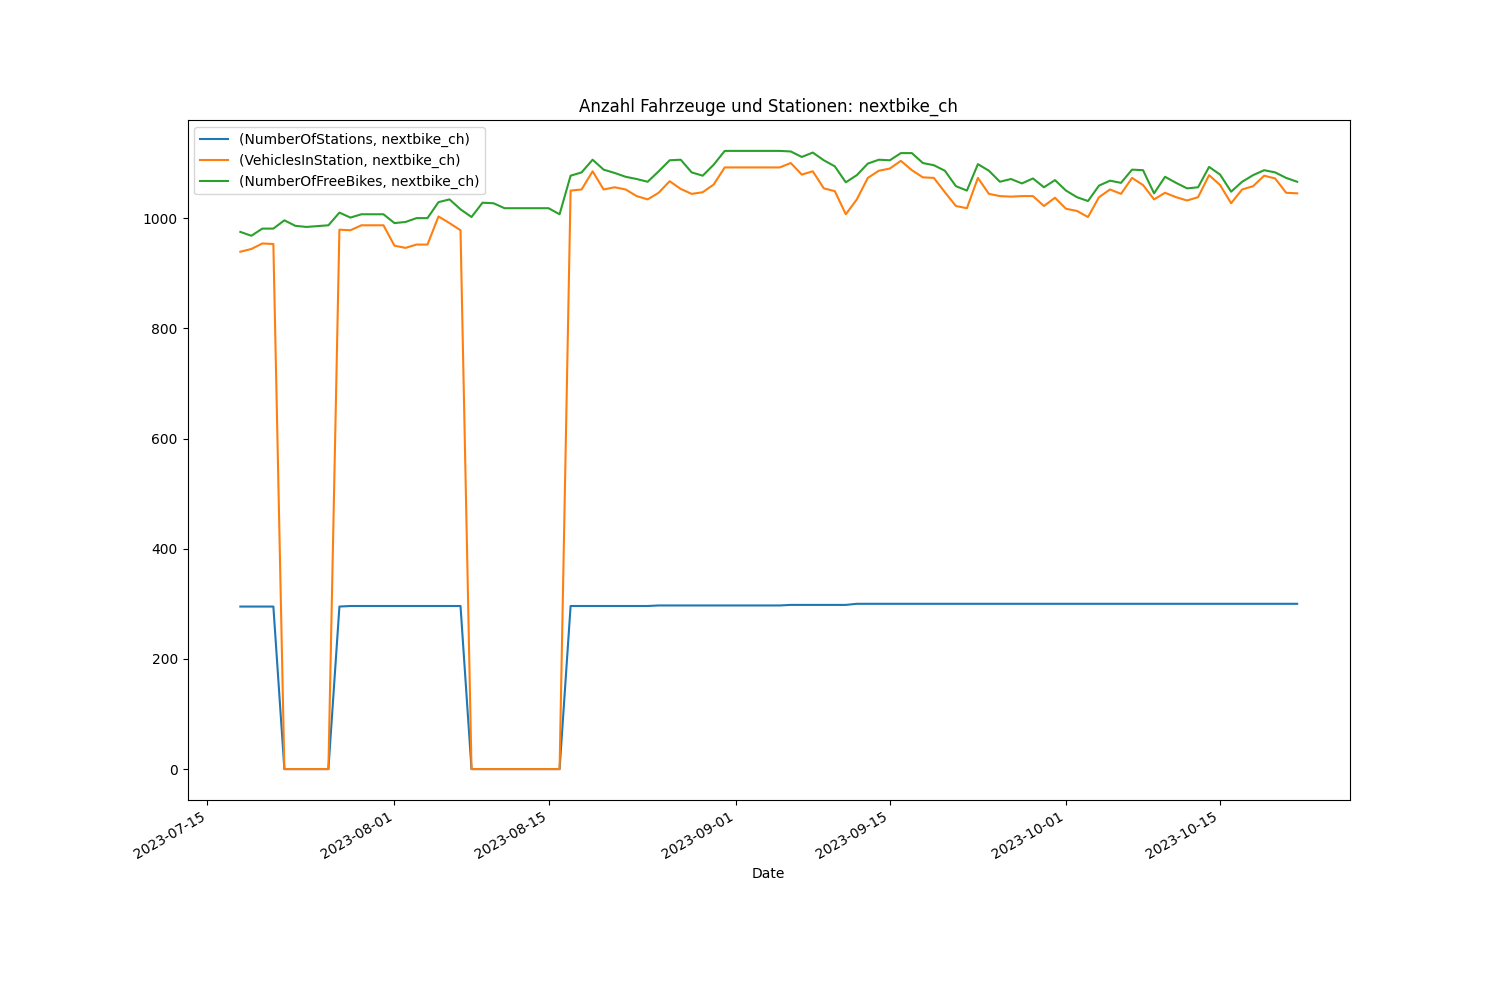 Anzahl Fahrzeuge und Stationen: nextbike_ch
(NumberOfStations, nextbike_ch)
(VehiclesInStation, nextbike_ch)
(NumberOfFreeBikes, nextbike_ch)
1000
800
600
400
200
0
2023-07-15
2023-08-01
2023-08-15
2023-09-01
2023-09-15
2023-10-01
2023-10-15
Date